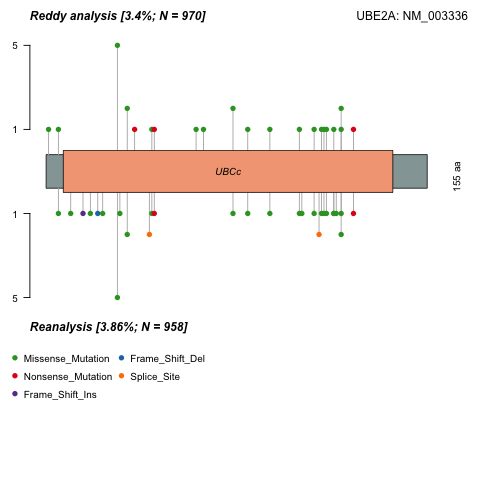 Reddy analysis [3.4%; N = 970]
UBE2A: NM_003336
5
1
UBCc
155 aa
1
5
Reanalysis [3.86%; N = 958]
Missense_Mutation
Frame_Shift_Del
Nonsense_Mutation
Splice_Site
Frame_Shift_Ins